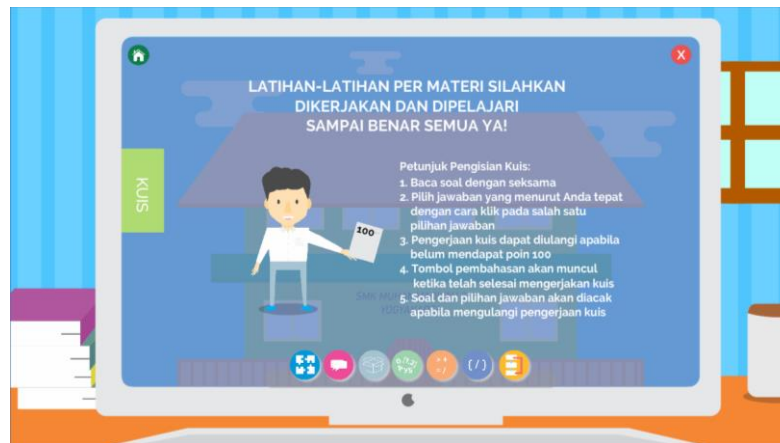 X
LATIHAN-LATIHAN PER MATERI SILAHKAN
DIKERJAKAN DAN DIPELAJARI
SAMPAI BENAR SEMUA YA!
KUIS
Petunjuk Pengisian Kuis:
1. Baca soal dengan seksama
2. Pilih jawaban yang menurut Anda tepat
dengan cara klik pada salah satu
pilihan jawaban
3. Pengerjaan kuis dapat diulangi apabila
belum mendapat poin 100
4. Tombol pembahasan akan muncul
ketika telah selesai mengerjakan kuis
5. Soal dan pilihan jawaban akan diacak
apabila mengulangi pengerjaan kuis
100